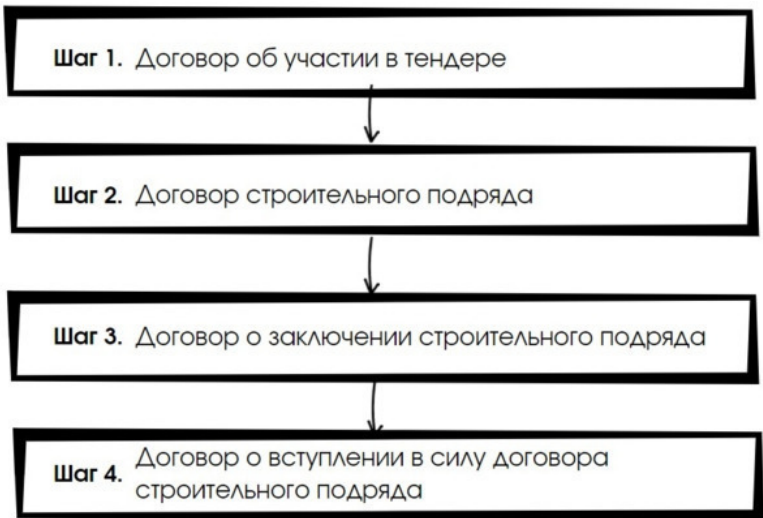 Шаг 1. Договор об участии в тендере
Шаг 2. Договор строительного подряда
Шаг 3. Договор о заключении строительного подряда
Шаг 4. Договор о вступлении в силу договора
строительного подряда